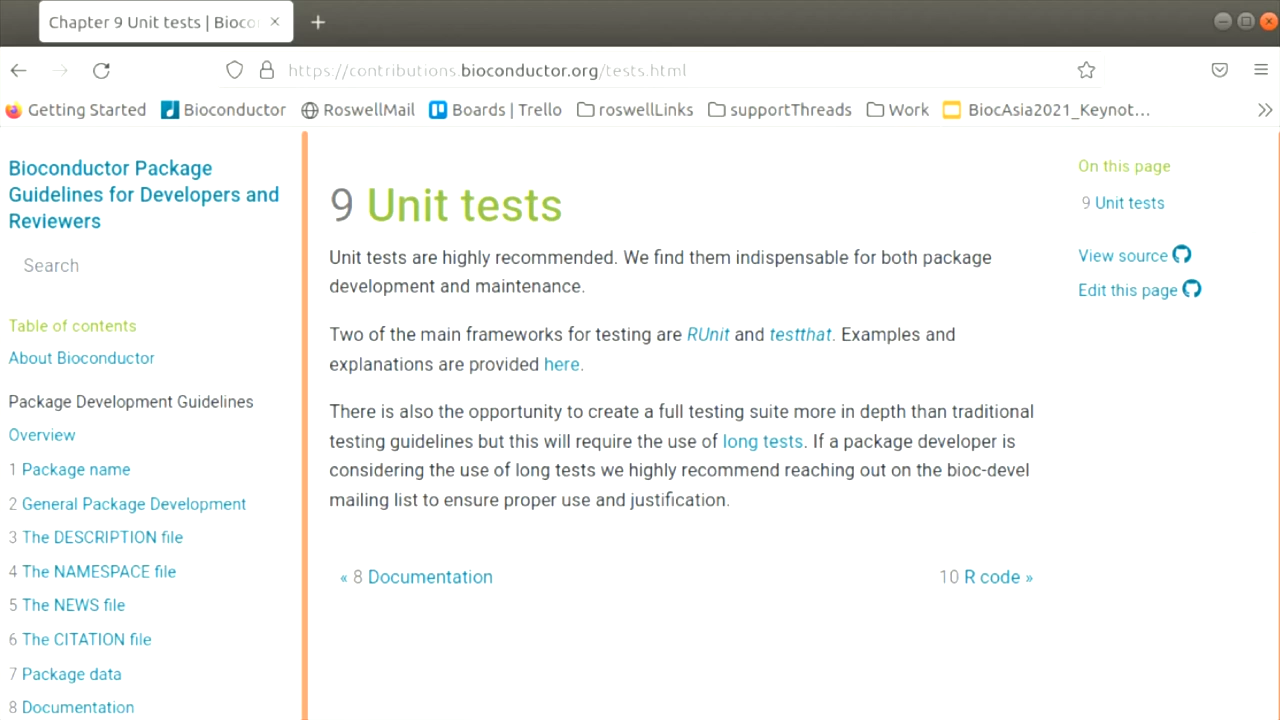 Chapter 9 Unit tests | Bioco
https://contributions.bioconductor.org/tests.html
Getting Started
Bioconductor
RoswellMail
Boards | Trello
roswellLinks
supportThreads
Work
BiocAsia2021_Keynot…
Bioconductor Package
Guidelines for Developers and
Reviewers
Search
Table of contents
About Bioconductor
Package Development Guidelines
Overview
1 Package name
2 General Package Development
3 The DESCRIPTION file
4 The NAMESPACE file
5 The NEWS file
6 The CITATION file
7 Package data
8 Documentation
9 Unit tests
Unit tests are highly recommended. We find them indispensable for both package
development and maintenance.
Two of the main frameworks for testing are RUnit and testthat. Examples and
explanations are provided here.
There is also the opportunity to create a full testing suite more in depth than traditional
testing guidelines but this will require the use of long tests. If a package developer is
considering the use of long tests we highly recommend reaching out on the bioc-devel
mailing list to ensure proper use and justification.
« 8 Documentation
10 R code »
On this page
9 Unit tests
View source
Edit this page